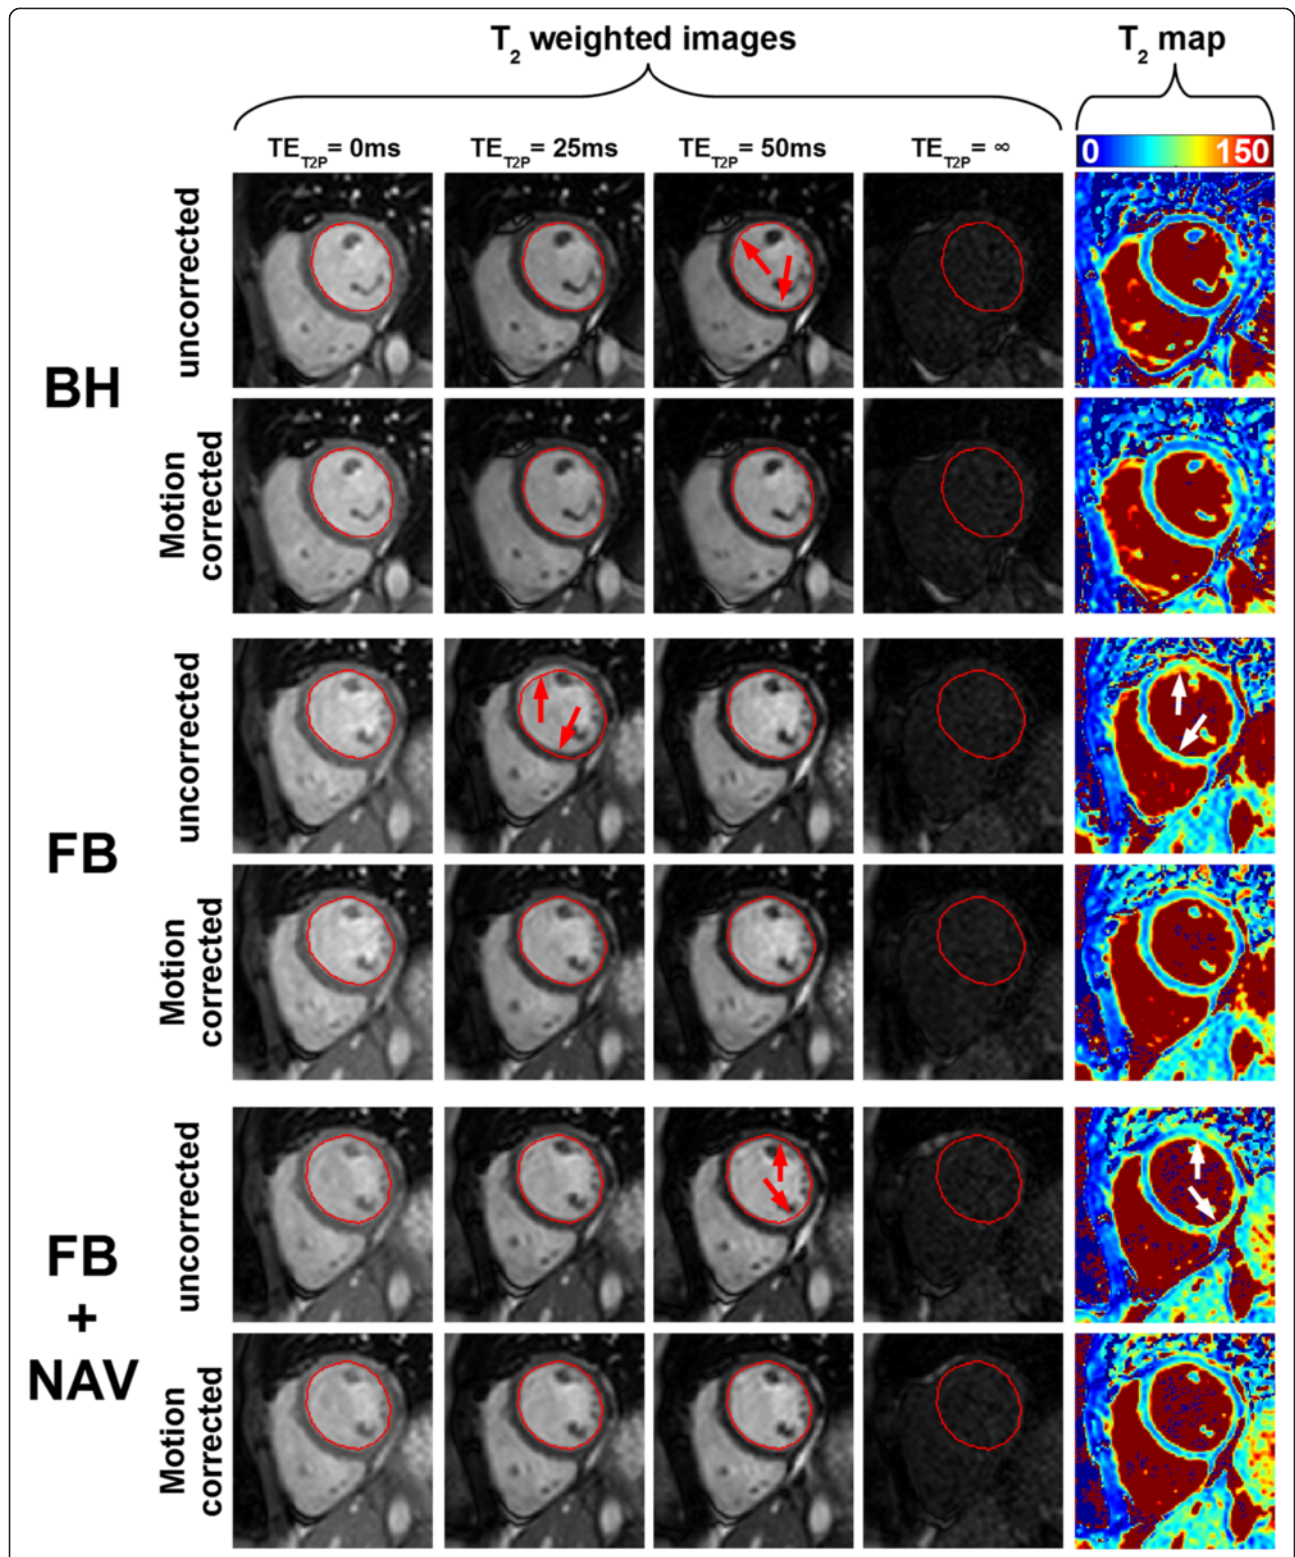 T2 weighted images
T2 map
TET2P= 0ms
TET2P= 25ms
TET2P= 50ms
TET2P= ∞
0
150
BH
uncorrected
Motion
corrected
FB
uncorrected
Motion
corrected
FB
+
NAV
uncorrected
Motion
corrected